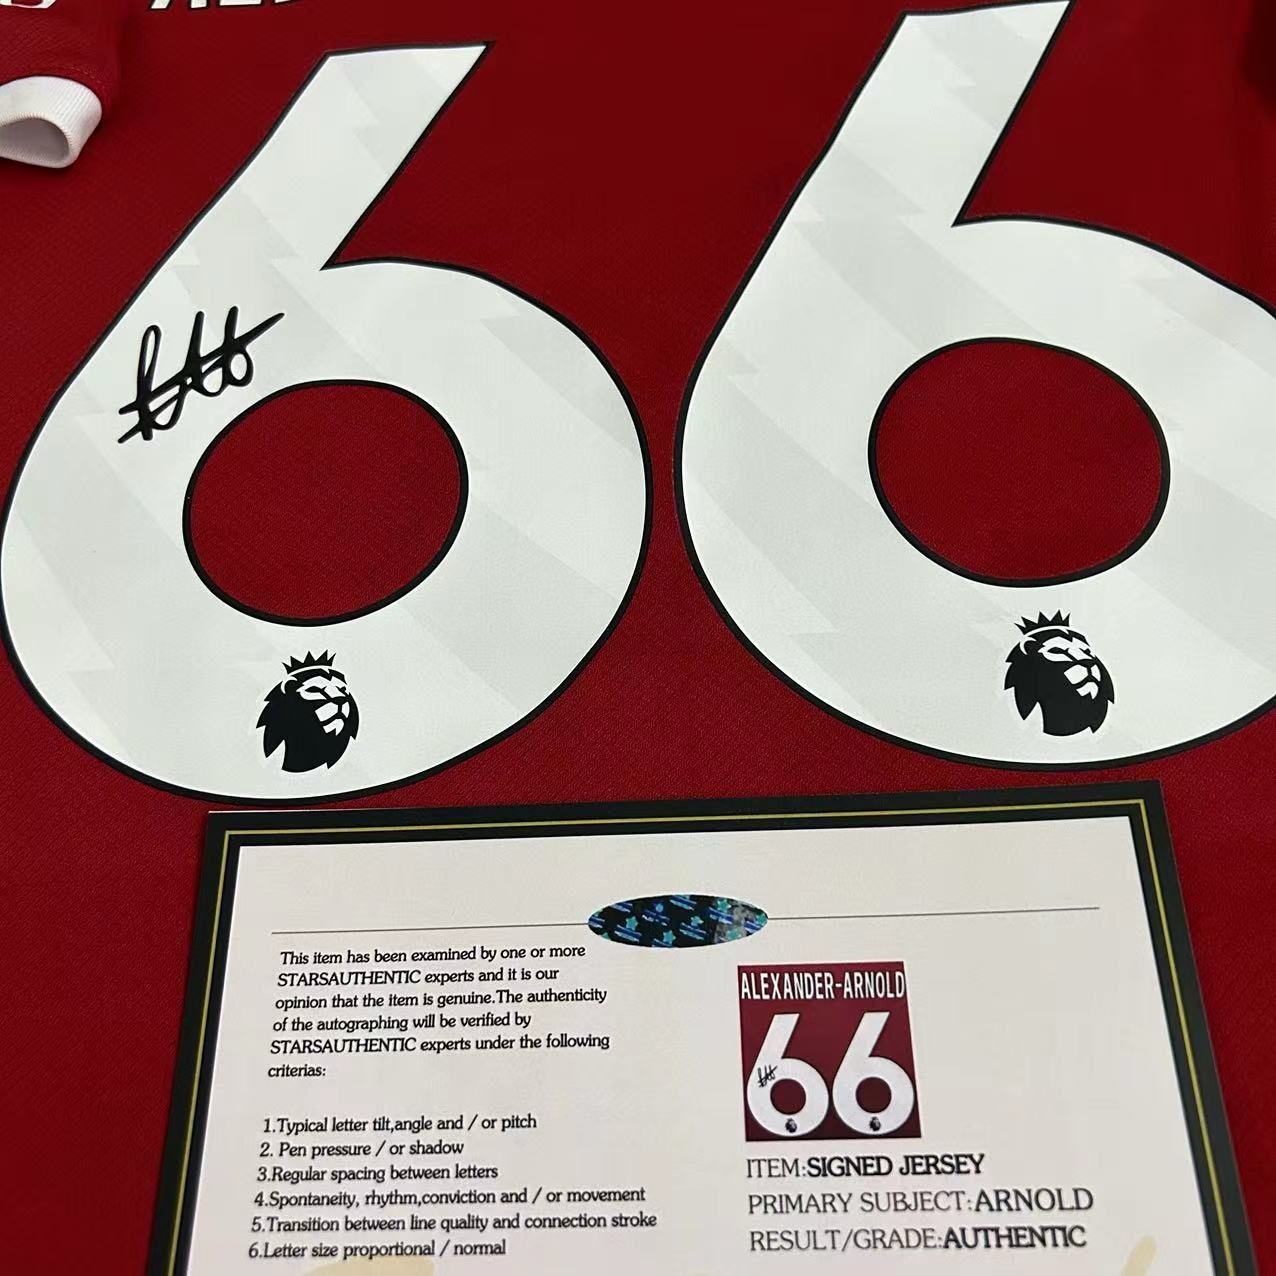 66
This item has been examined by one or more
STARSAUTHENTIC experts and it is our
opinion that the item is genuine.The authenticity
of the autographing will be verified by
STARSAUTHENTIC experts under the following
criterias:
1.Typical letter tilt,angle and / or pitch
2. Pen pressure / or shadow
3.Regular spacing between letters
4.Spontaneity, rhythm,conviction and / or movement
5.Transition between line quality and connection stroke
6.Letter size proportional / normal
ALEXANDER-ARNOLD
66
ITEM:SIGNED JERSEY
PRIMARY SUBJECT:ARNOLD
RESULT/GRADE:AUTHENTIC